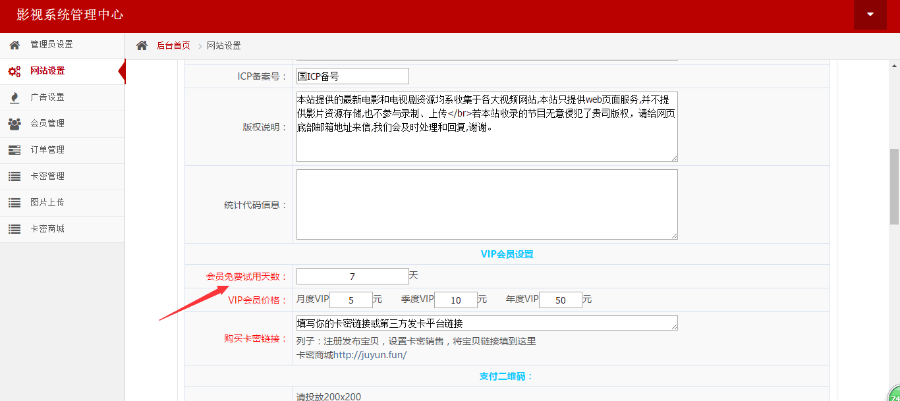 影视系统管理中心
管理员设置
网站设置
广告设置
会员管理
订单管理
卡密管理
图片上传
卡密商城
后台首页 > 网站设置
ICP备案号： 国ICP备号
版权说明：
本站提供的最新电影和电视剧资源均系收集于各大视频网站,本站只提供web页面服务,并不提
供影片资源存储,也不参与录制、上传</br>若本站收录的节目无意侵犯了贵司版权，请给网页
底部邮箱地址来信,我们会及时处理和回复,谢谢。
统计代码信息：
VIP会员设置
会员免费试用天数： 7 天
VIP会员价格： 月度VIP 5 元 季度VIP 10 元 年度VIP 50 元
购买卡密链接：
填写你的卡密链接或第三方发卡平台链接
列子：注册发布宝贝，设置卡密销售，将宝贝链接填到这里
卡密商城http://juyun.fun/
支付二维码：
请投放200x200